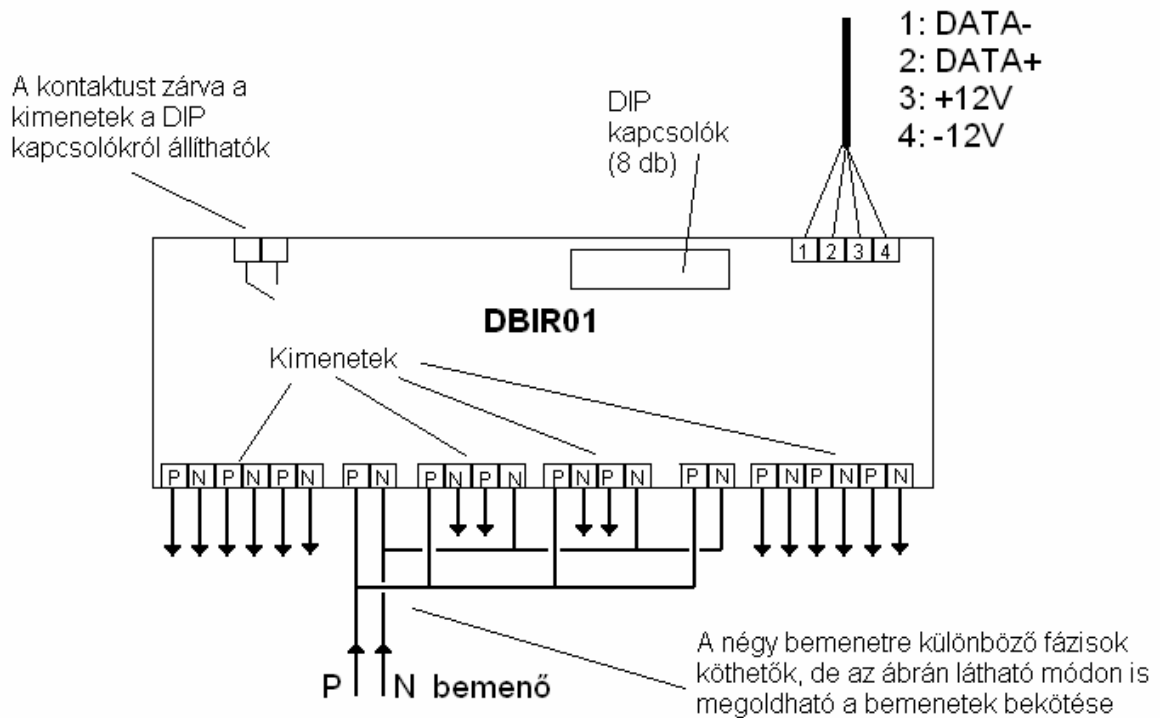 1: DATA-
2: DATA+
3: +12V
4: -12V
A kontaktust zárva a
kimenetek a DIP
kapcsolókról állíthatók
DIP
kapcsolók
(8 db)
1 2 3 4
DBIR01
Kimenetek
P N P N P N P N P N P N P N P N P N P N P N P N
P N bemenő
A négy bemenetre különböző fázisok
köthetők, de az ábrán látható módon is
megoldható a bemenetek bekötése